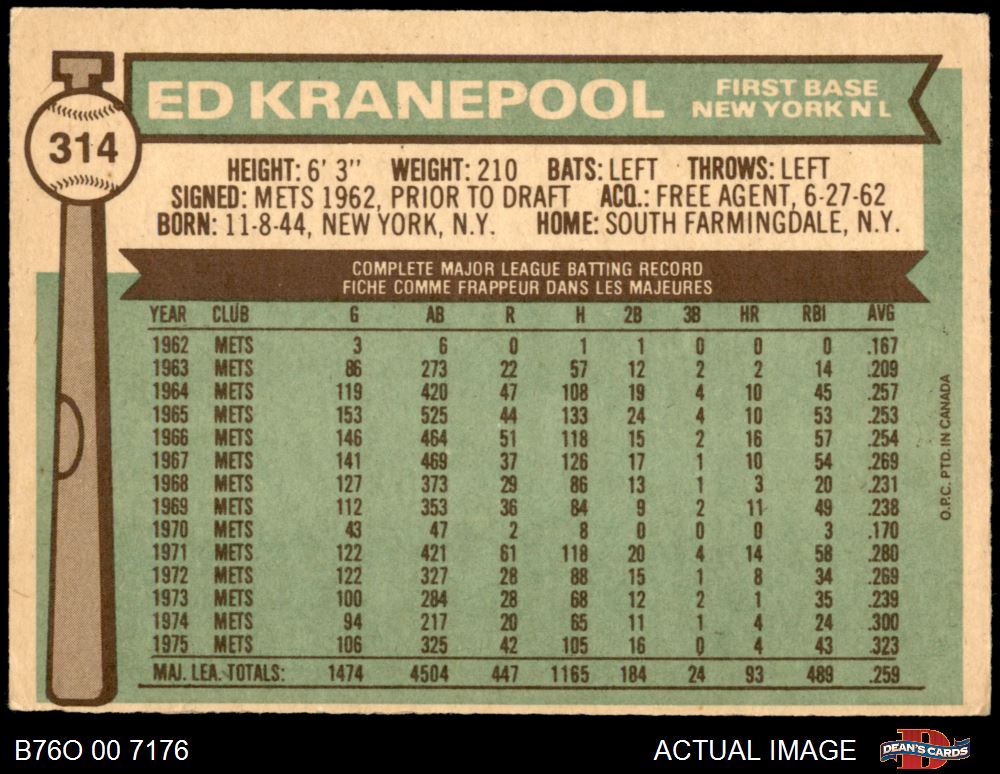 ED KRANEPOOL FIRST BASE
NEW YORK N L
314
HEIGHT: 6' 3" WEIGHT: 210 BATS: LEFT THROWS: LEFT
SIGNED: METS 1962, PRIOR TO DRAFT ACQ.: FREE AGENT, 6-27-62
BORN: 11-8-44, NEW YORK, N.Y. HOME: SOUTH FARMINGDALE, N.Y.
COMPLETE MAJOR LEAGUE BATTING RECORD
FICHE COMME FRAPPEUR DANS LES MAJEURES
YEAR CLUB G AB R H 2B 3B HR RBI AVG
1962 METS 3 6 0 1 1 0 0 0 .167
1963 METS 86 273 22 57 12 2 2 14 .209
1964 METS 119 420 47 108 19 4 10 45 .257
1965 METS 153 525 44 133 24 4 10 53 .253
1966 METS 146 464 51 118 15 2 16 57 .254
1967 METS 141 469 37 126 17 1 10 54 .269
1968 METS 127 373 29 86 13 1 3 20 .231
1969 METS 112 353 36 84 9 2 11 49 .238
1970 METS 43 47 2 8 0 0 0 3 .170
1971 METS 122 421 61 118 20 4 14 58 .280
1972 METS 122 327 28 88 15 1 8 34 .269
1973 METS 100 284 28 68 12 2 1 35 .239
1974 METS 94 217 20 65 11 1 4 24 .300
1975 METS 106 325 42 105 16 0 4 43 .323
MAJ. LEA. TOTALS: 1474 4504 447 1165 184 24 93 489 .259
O.P.C. PTD. IN CANADA
B76O 00 7176 ACTUAL IMAGE
DEAN'S CARDS